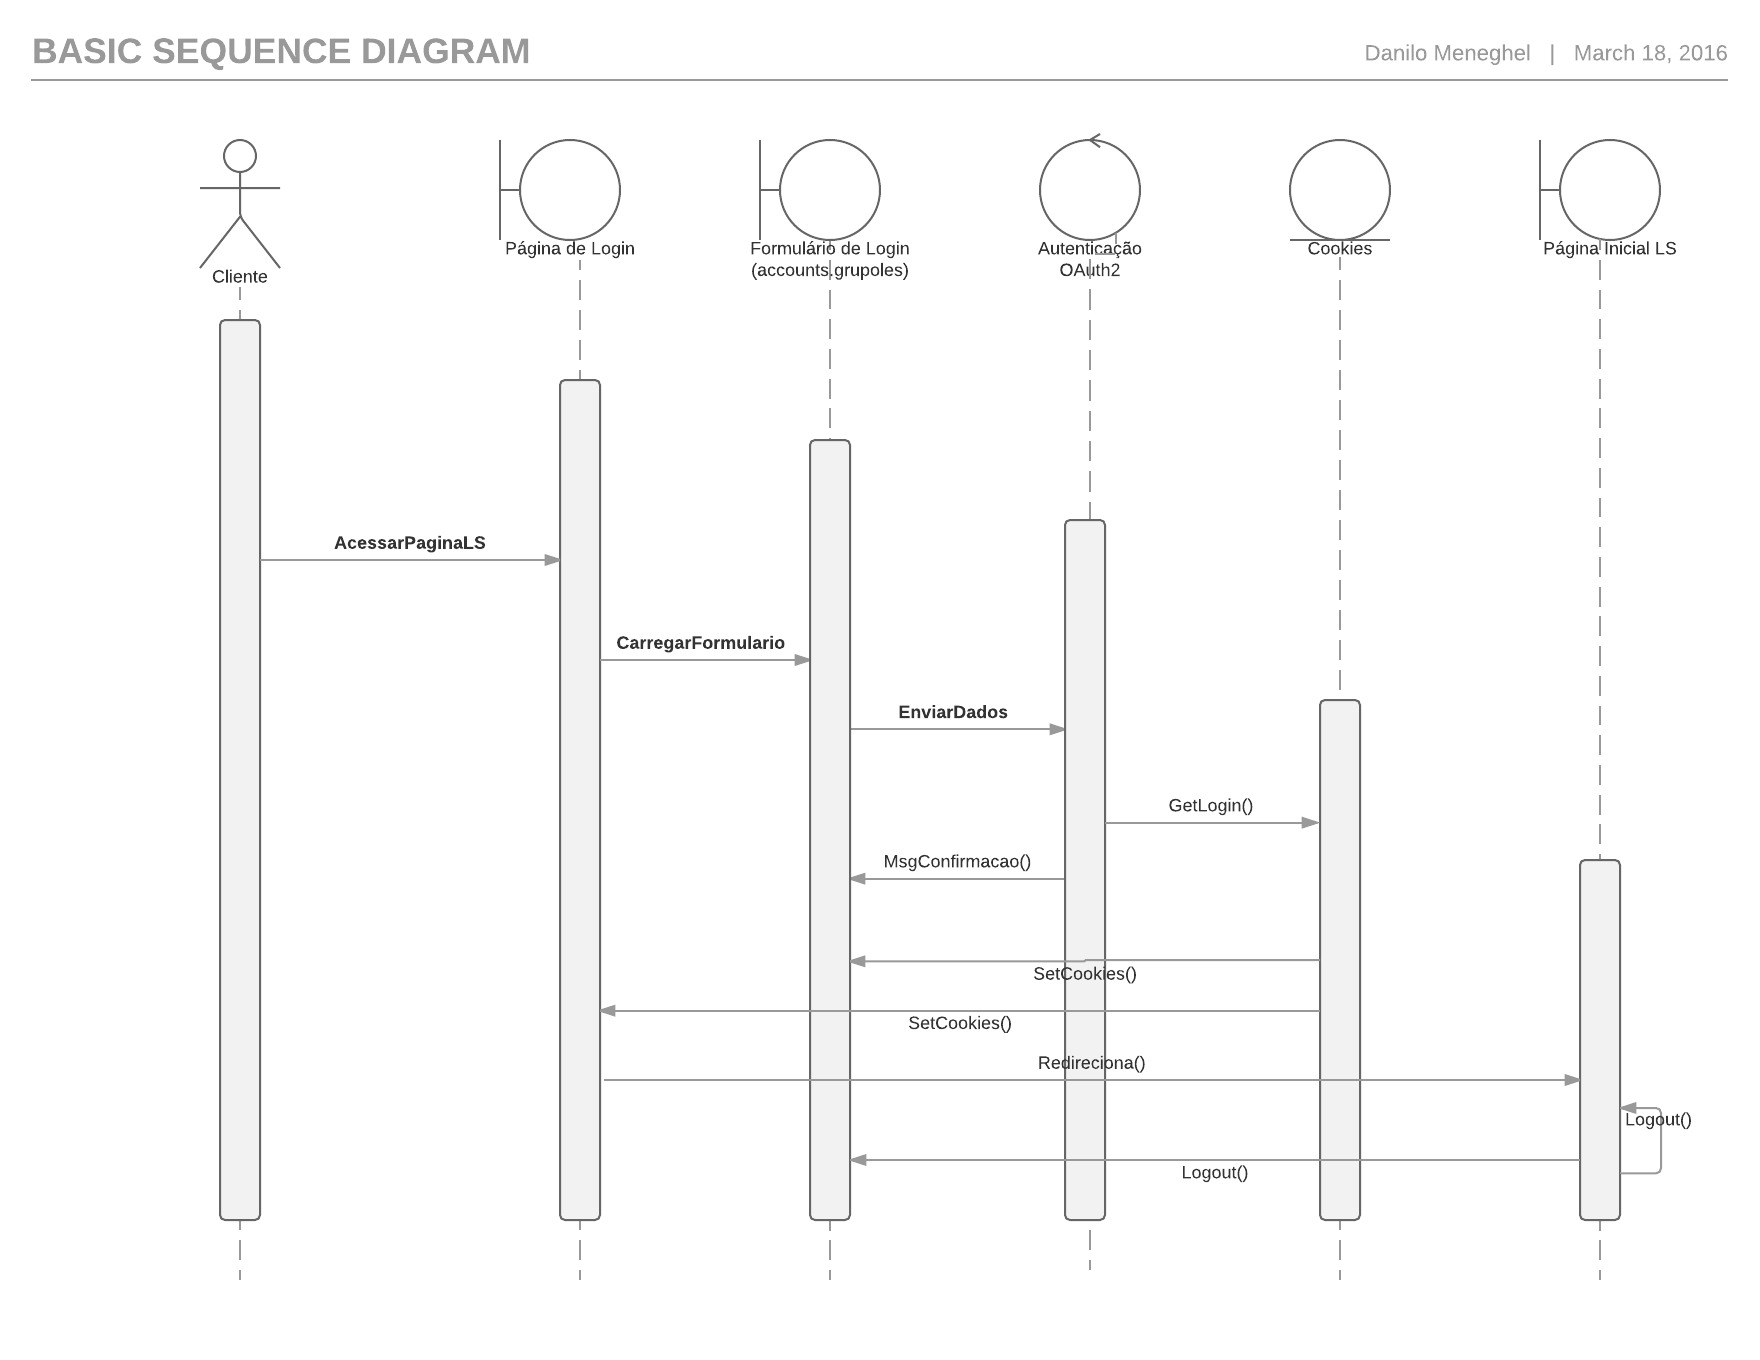 BASIC SEQUENCE DIAGRAM
Danilo Meneghel | March 18, 2016
Cliente
Página de Login
Formulário de Login
(accounts.grupoles)
Autenticação
OAuth2
Cookies
Página Inicial LS
AcessarPaginaLS
CarregarFormulario
EnviarDados
GetLogin()
MsgConfirmacao()
SetCookies()
SetCookies()
Redireciona()
Logout()
Logout()